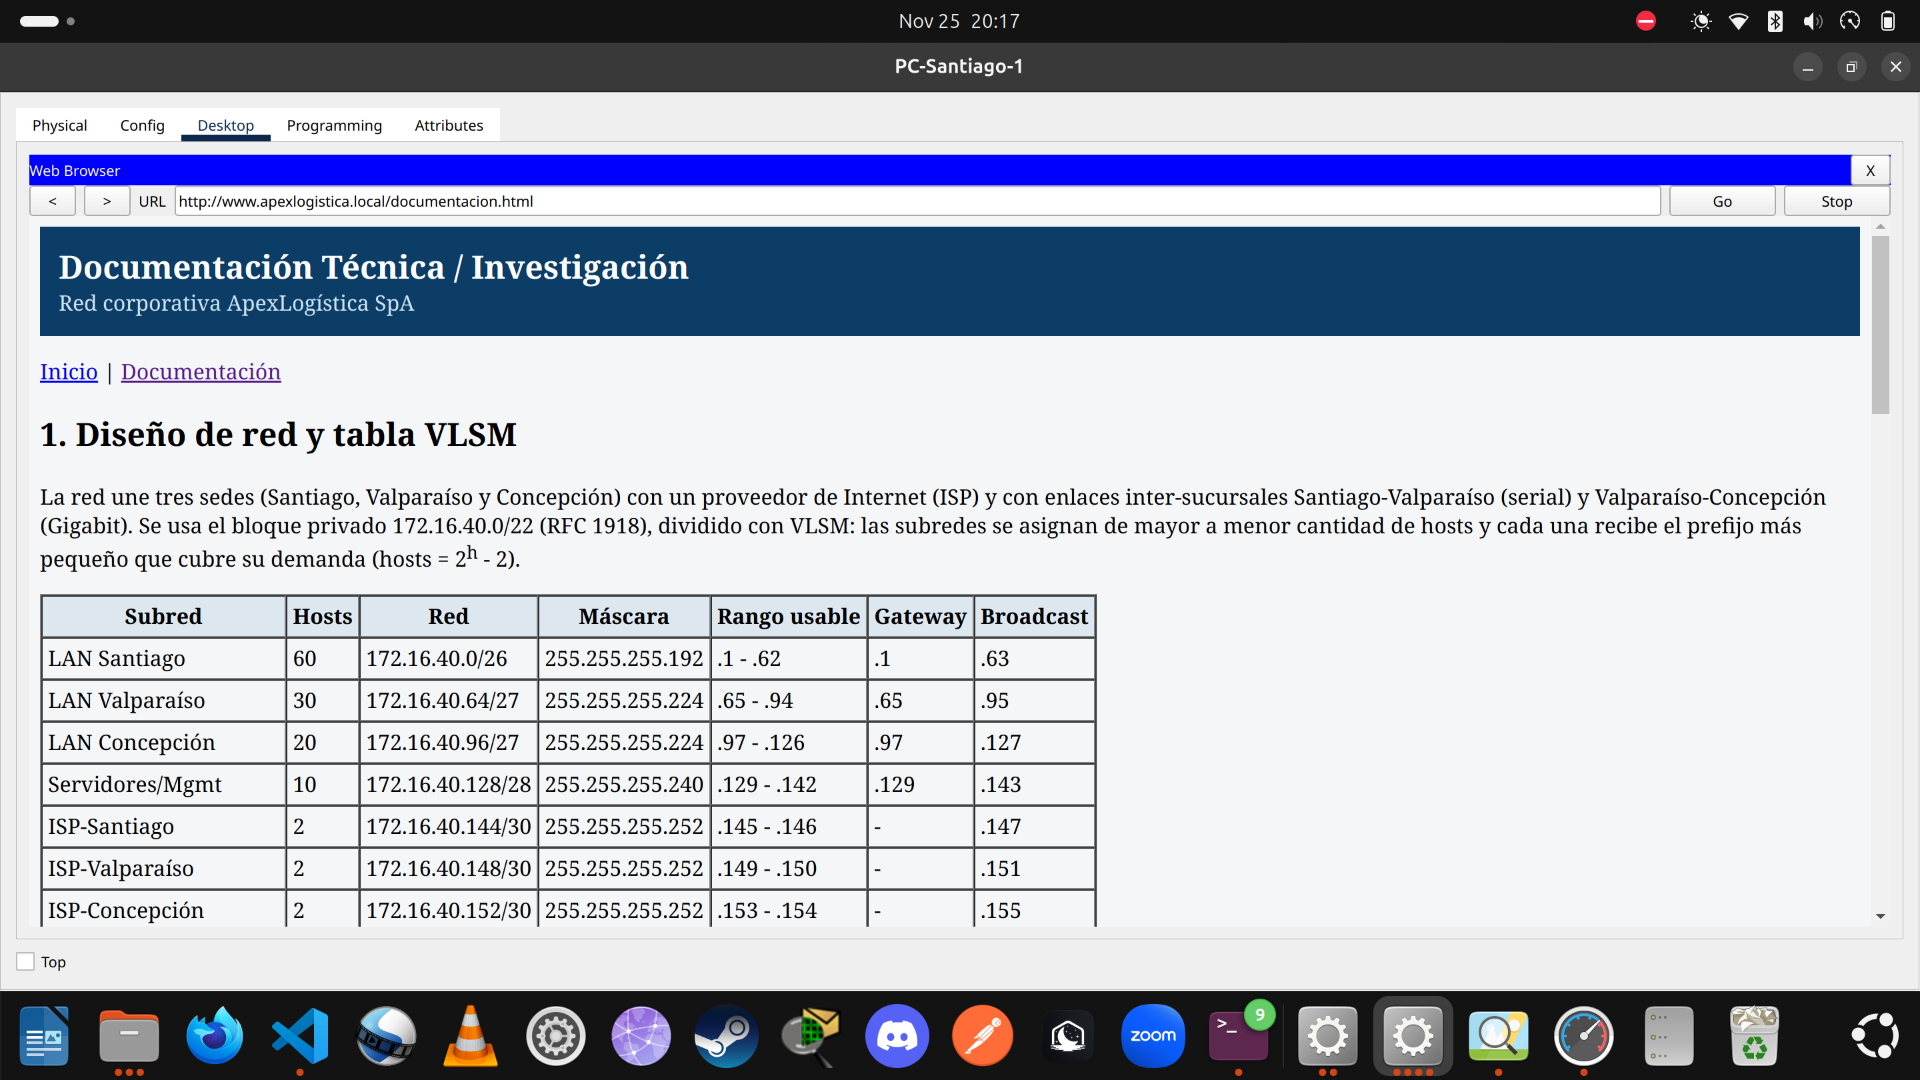 Nov 25 20:17
PC-Santiago-1
Physical Config Desktop Programming Attributes
Web Browser X
< > URL http://www.apexlogistica.local/documentacion.html Go Stop
Documentación Técnica / Investigación
Red corporativa ApexLogística SpA
Inicio | Documentación
1. Diseño de red y tabla VLSM
La red une tres sedes (Santiago, Valparaíso y Concepción) con un proveedor de Internet (ISP) y con enlaces inter-sucursales Santiago-Valparaíso (serial) y Valparaíso-Concepción
(Gigabit). Se usa el bloque privado 172.16.40.0/22 (RFC 1918), dividido con VLSM: las subredes se asignan de mayor a menor cantidad de hosts y cada una recibe el prefijo más
pequeño que cubre su demanda (hosts = 2^h - 2).
Subred Hosts Red Máscara Rango usable Gateway Broadcast
LAN Santiago 60 172.16.40.0/26 255.255.255.192 .1 - .62 .1 .63
LAN Valparaíso 30 172.16.40.64/27 255.255.255.224 .65 - .94 .65 .95
LAN Concepción 20 172.16.40.96/27 255.255.255.224 .97 - .126 .97 .127
Servidores/Mgmt 10 172.16.40.128/28 255.255.255.240 .129 - .142 .129 .143
ISP-Santiago 2 172.16.40.144/30 255.255.255.252 .145 - .146 - .147
ISP-Valparaíso 2 172.16.40.148/30 255.255.255.252 .149 - .150 - .151
ISP-Concepción 2 172.16.40.152/30 255.255.255.252 .153 - .154 - .155
Top
zoom >_ 9